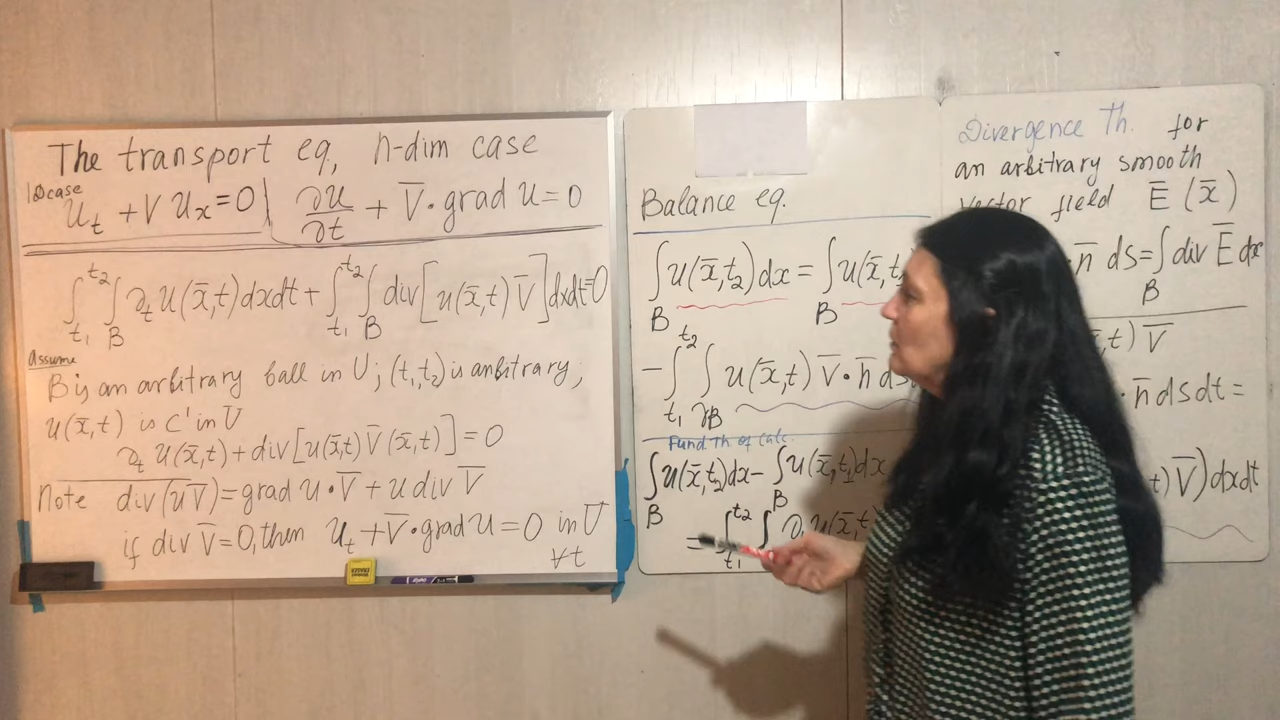 The transport eq, n-dim case
1D case
u_t + V u_x = 0 | ∂u/∂t + V̄ · grad u = 0
∫_{t₁}^{t₂} ∫_B ∂_t u(x̄,t) dx dt + ∫_{t₁}^{t₂} ∫_B div[u(x̄,t) V̄] dx dt = 0
Assume
B is an arbitrary ball in U; (t₁,t₂) is arbitrary;
u(x̄,t) is C¹ in U
∂_t u(x̄,t) + div[u(x̄,t) V̄(x̄,t)] = 0
Note div(u V̄) = grad u · V̄ + u div V̄
if div V̄ = 0, then u_t + V̄ · grad u = 0 in U
∀t
Balance eq.
∫_B u(x̄,t₂) dx = ∫_B u(x̄,t
− ∫_{t₁}^{t₂} ∫_{∂B} u(x̄,t) V̄ · n̄ ds
Fund Th of Calc.
∫_B u(x̄,t₂) dx − ∫_B u(x̄,t₁) dx
= ∫_{t₁}^{t₂} ∫ ∂_t u(x̄,t
Divergence Th. for
an arbitrary smooth
vector field Ē(x̄)
· n̄ ds = ∫_B div Ē dx
,t) V̄
· n̄ ds dt =
t) V̄) dx dt
EXPO